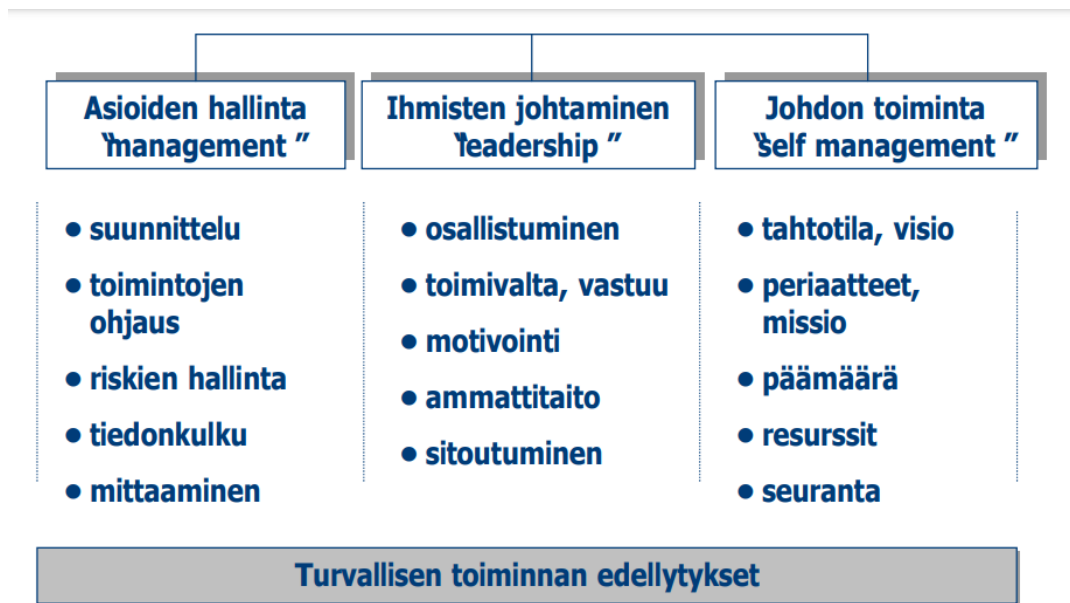 Asioiden hallinta
“management ”
Ihmisten johtaminen
“leadership ”
Johdon toiminta
“self management ”
• suunnittelu
• toimintojen
ohjaus
• riskien hallinta
• tiedonkulku
• mittaaminen
• osallistuminen
• toimivalta, vastuu
• motivointi
• ammattitaito
• sitoutuminen
• tahtotila, visio
• periaatteet,
missio
• päämäärä
• resurssit
• seuranta
Turvallisen toiminnan edellytykset